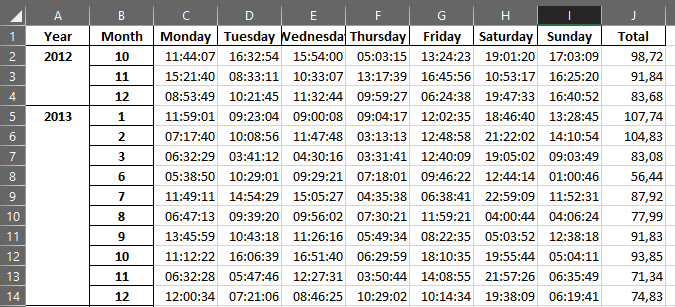 A B C D E F G H I J
1 Year Month Monday Tuesday Wednesday Thursday Friday Saturday Sunday Total
2 2012 10 11:44:07 16:32:54 15:54:00 05:03:15 13:24:23 19:01:20 17:03:09 98,72
3 11 15:21:40 08:33:11 10:33:07 13:17:39 16:45:56 10:53:17 16:25:20 91,84
4 12 08:53:49 10:21:45 11:32:44 09:59:27 06:24:38 19:47:33 16:40:52 83,68
5 2013 1 11:59:01 09:23:04 09:00:08 09:04:17 12:02:35 18:46:40 13:28:45 107,74
6 2 07:17:40 10:08:56 11:47:48 03:13:13 12:48:58 21:22:02 14:10:54 104,83
7 3 06:32:29 03:41:12 04:30:16 03:31:41 12:40:09 19:05:02 09:03:49 83,08
8 6 05:38:50 10:29:01 09:29:21 07:18:01 09:46:22 12:44:14 01:00:46 56,44
9 7 11:49:11 14:54:29 15:05:27 04:35:38 06:38:41 22:59:09 11:52:31 87,92
10 8 06:47:13 09:39:20 09:56:02 07:30:21 11:59:21 04:00:44 04:06:24 77,99
11 9 13:45:59 10:43:18 11:26:16 05:49:34 08:22:35 05:03:52 12:38:18 91,83
12 10 11:12:22 16:06:39 16:51:40 06:29:59 18:10:35 19:55:44 05:04:11 93,85
13 11 06:32:28 05:47:46 12:27:31 03:50:44 14:08:55 21:57:26 06:35:49 71,34
14 12 12:00:34 07:21:06 08:46:25 10:29:02 10:14:34 19:38:09 06:19:41 74,83